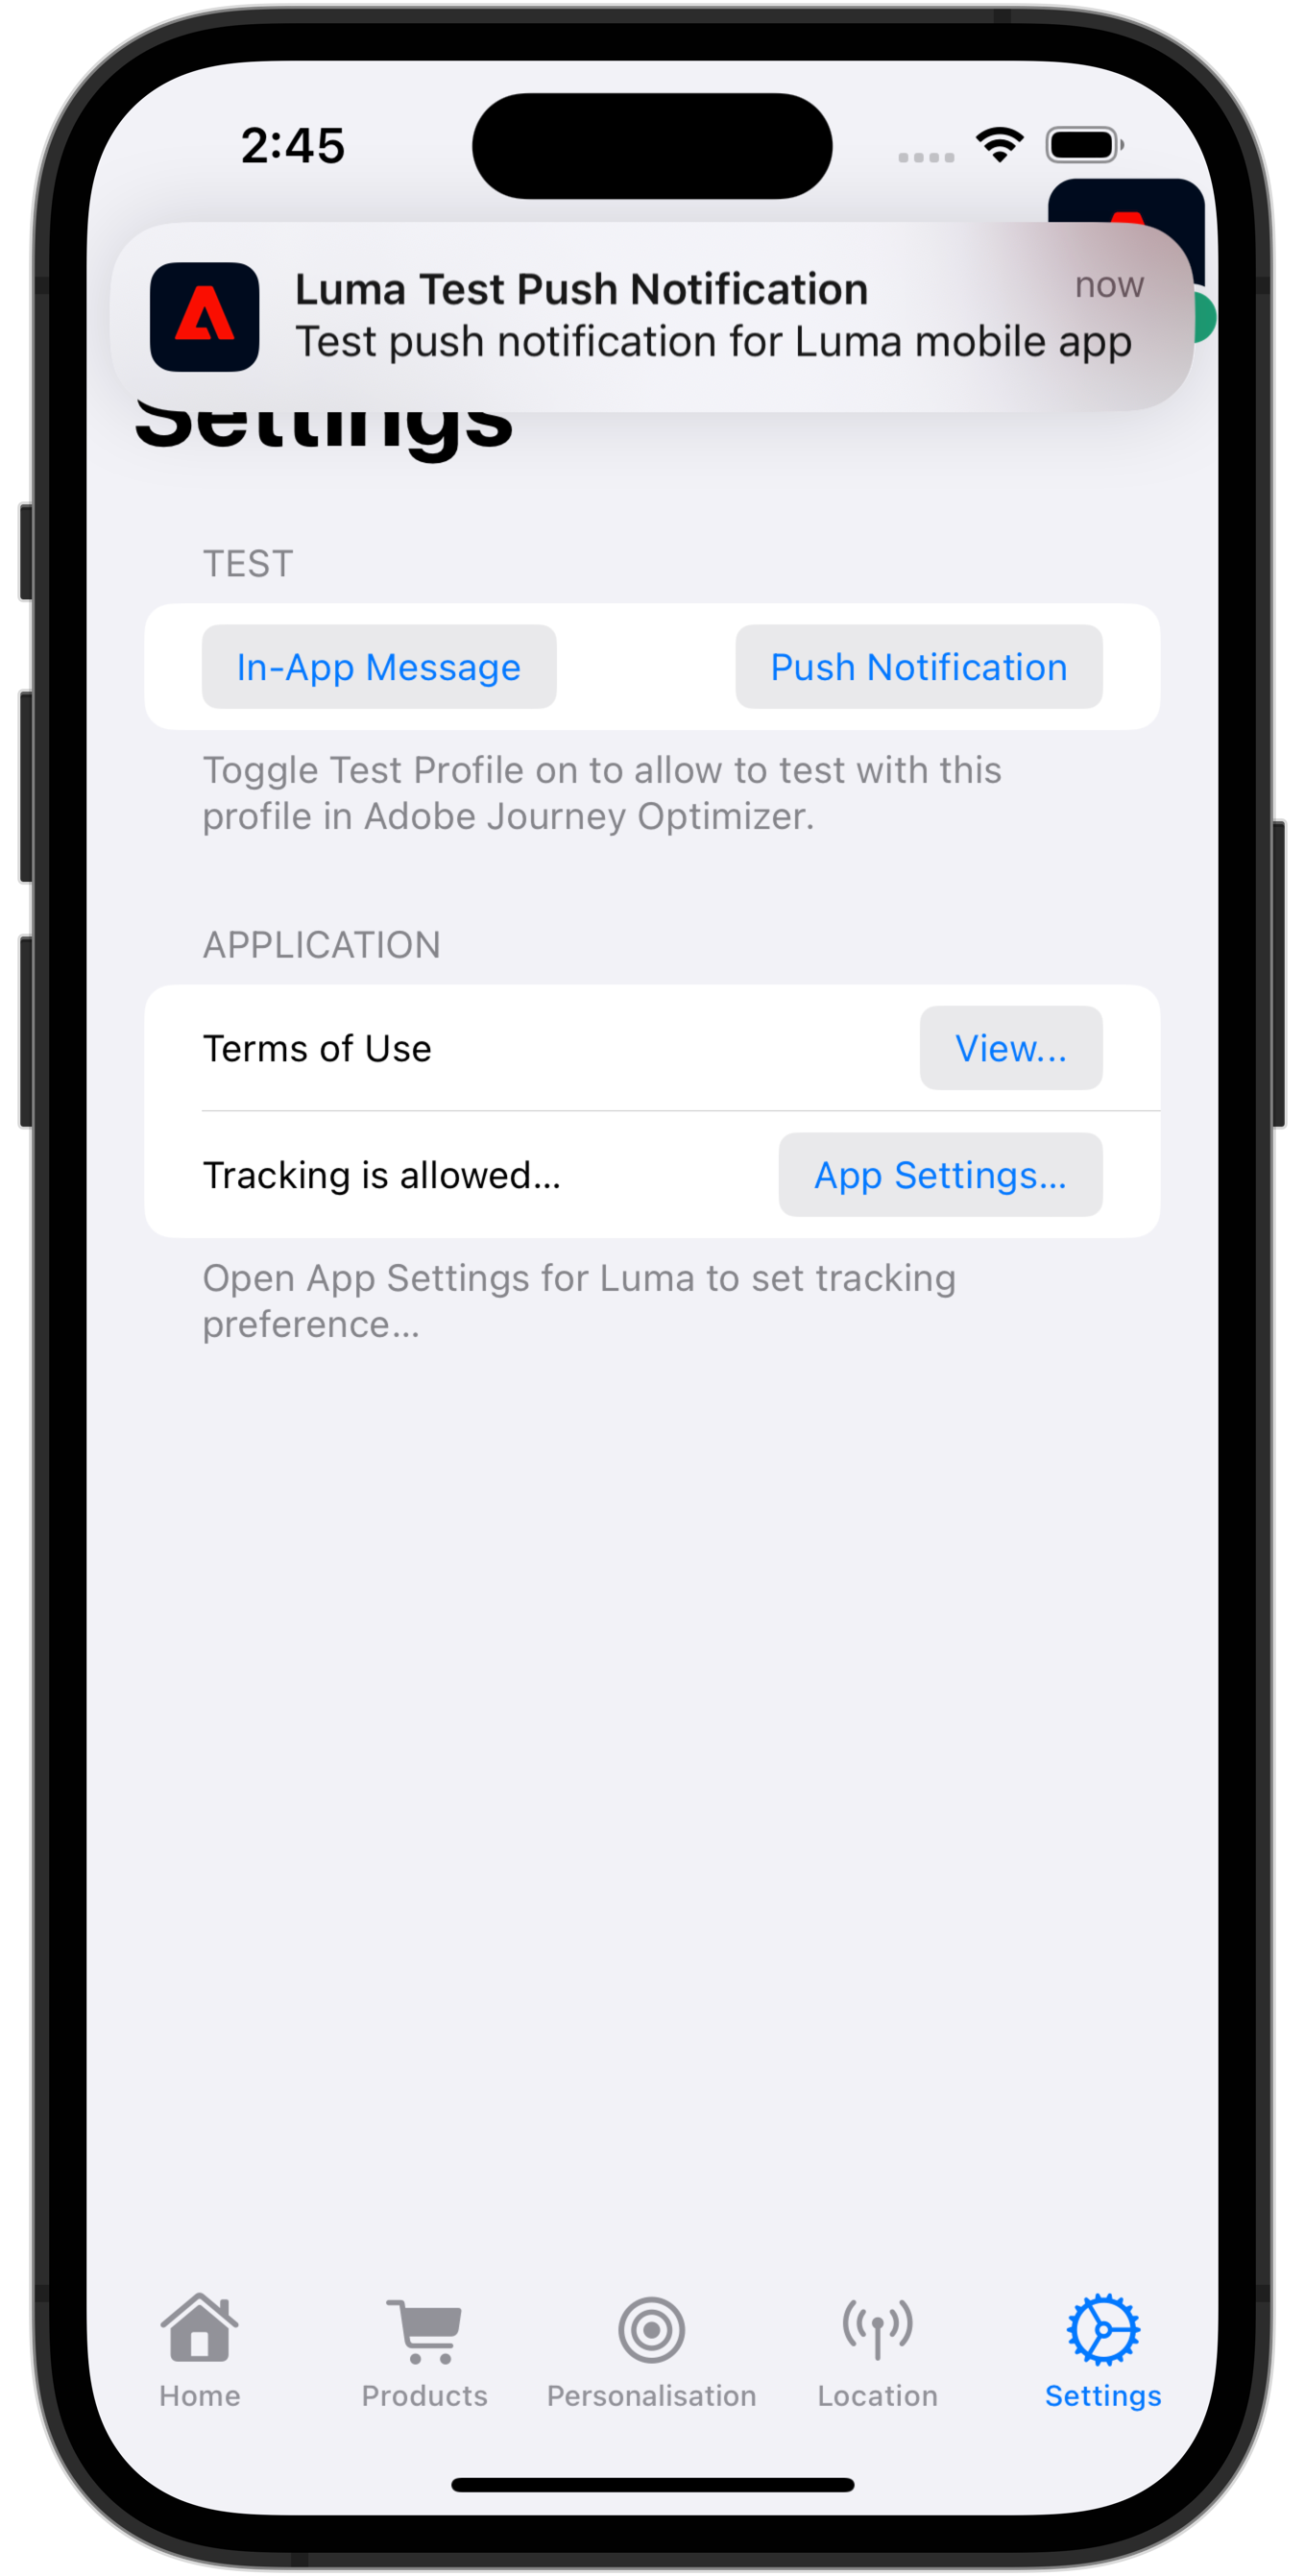 2:45
Luma Test Push Notification
now
Test push notification for Luma mobile app
Settings
TEST
In-App Message
Push Notification
Toggle Test Profile on to allow to test with this
profile in Adobe Journey Optimizer.
APPLICATION
Terms of Use
View...
Tracking is allowed...
App Settings...
Open App Settings for Luma to set tracking
preference...
Home
Products
Personalisation
Location
Settings